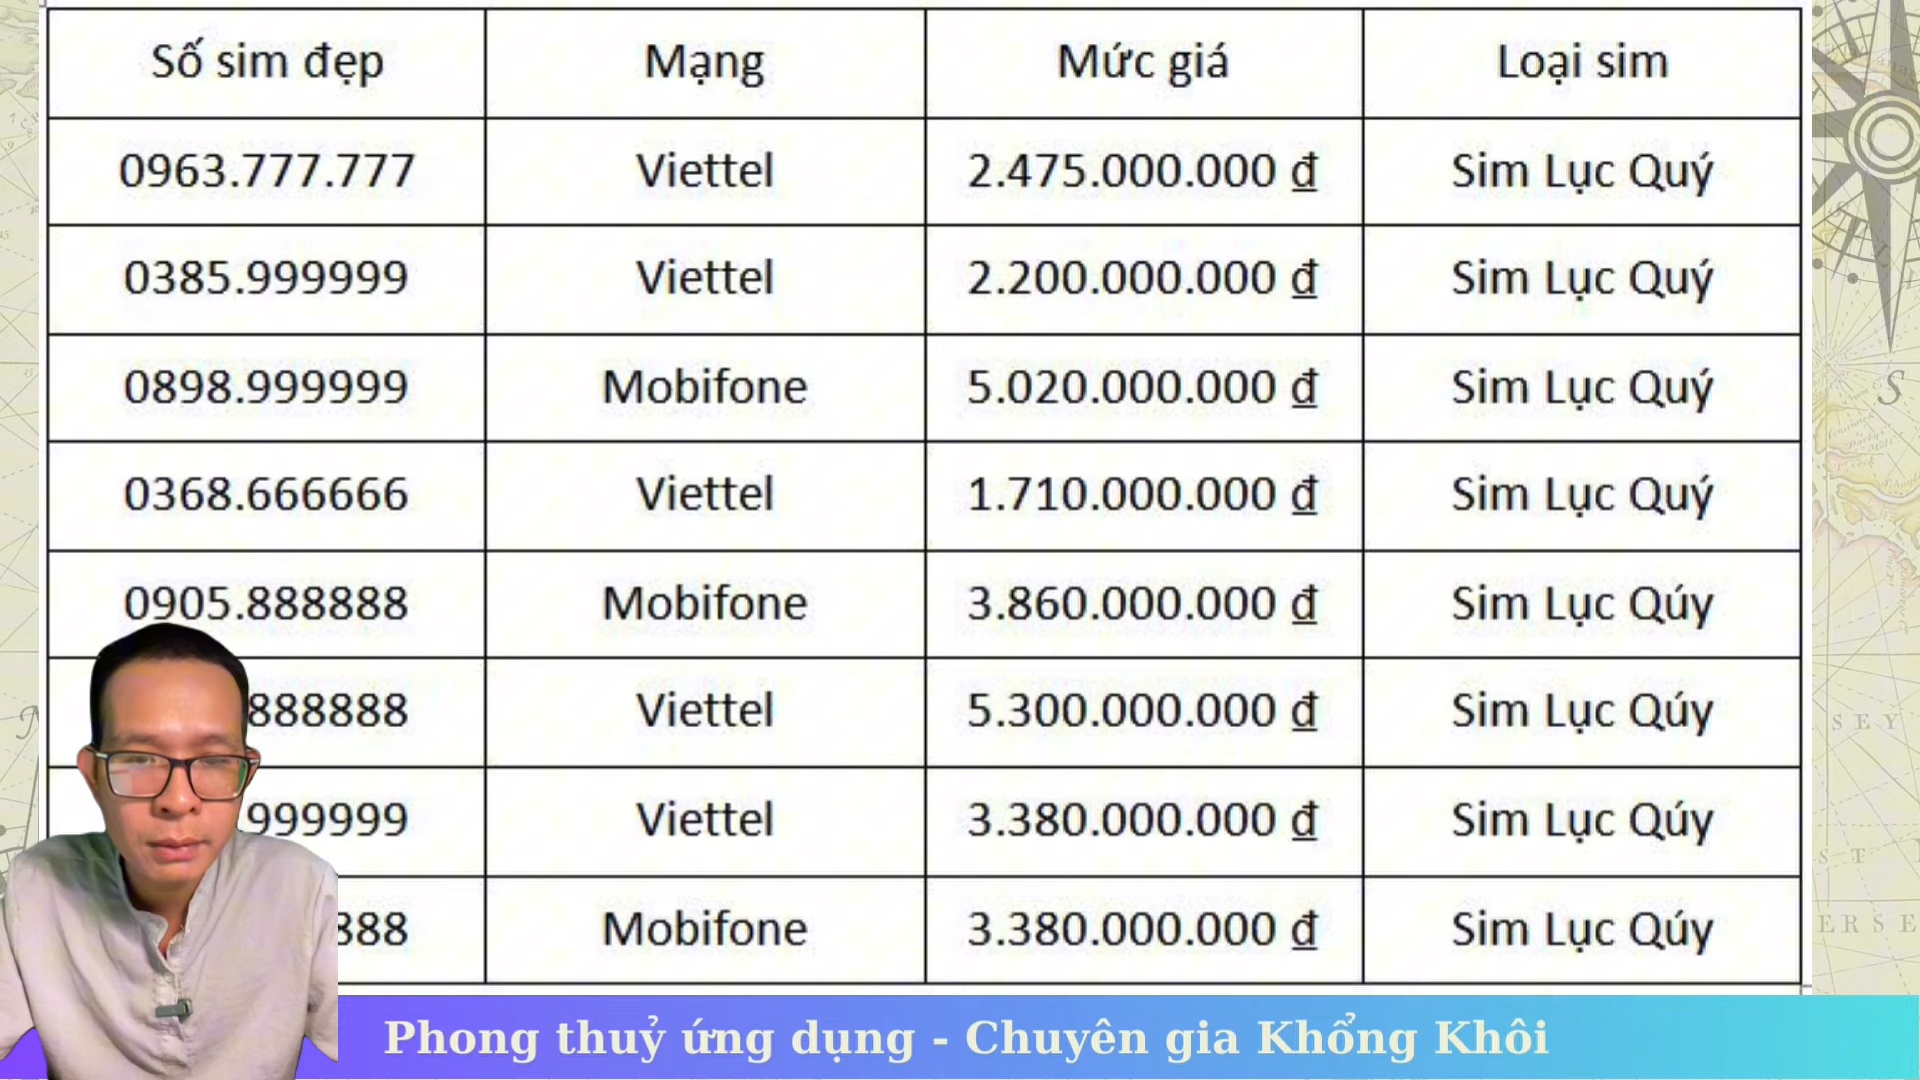 Số sim đẹp Mạng Mức giá Loại sim
0963.777.777 Viettel 2.475.000.000 đ Sim Lục Quý
0385.999999 Viettel 2.200.000.000 đ Sim Lục Quý
0898.999999 Mobifone 5.020.000.000 đ Sim Lục Quý
0368.666666 Viettel 1.710.000.000 đ Sim Lục Quý
0905.888888 Mobifone 3.860.000.000 đ Sim Lục Qúy
888888 Viettel 5.300.000.000 đ Sim Lục Qúy
999999 Viettel 3.380.000.000 đ Sim Lục Qúy
888 Mobifone 3.380.000.000 đ Sim Lục Qúy
Phong thuỷ ứng dụng - Chuyên gia Khổng Khôi